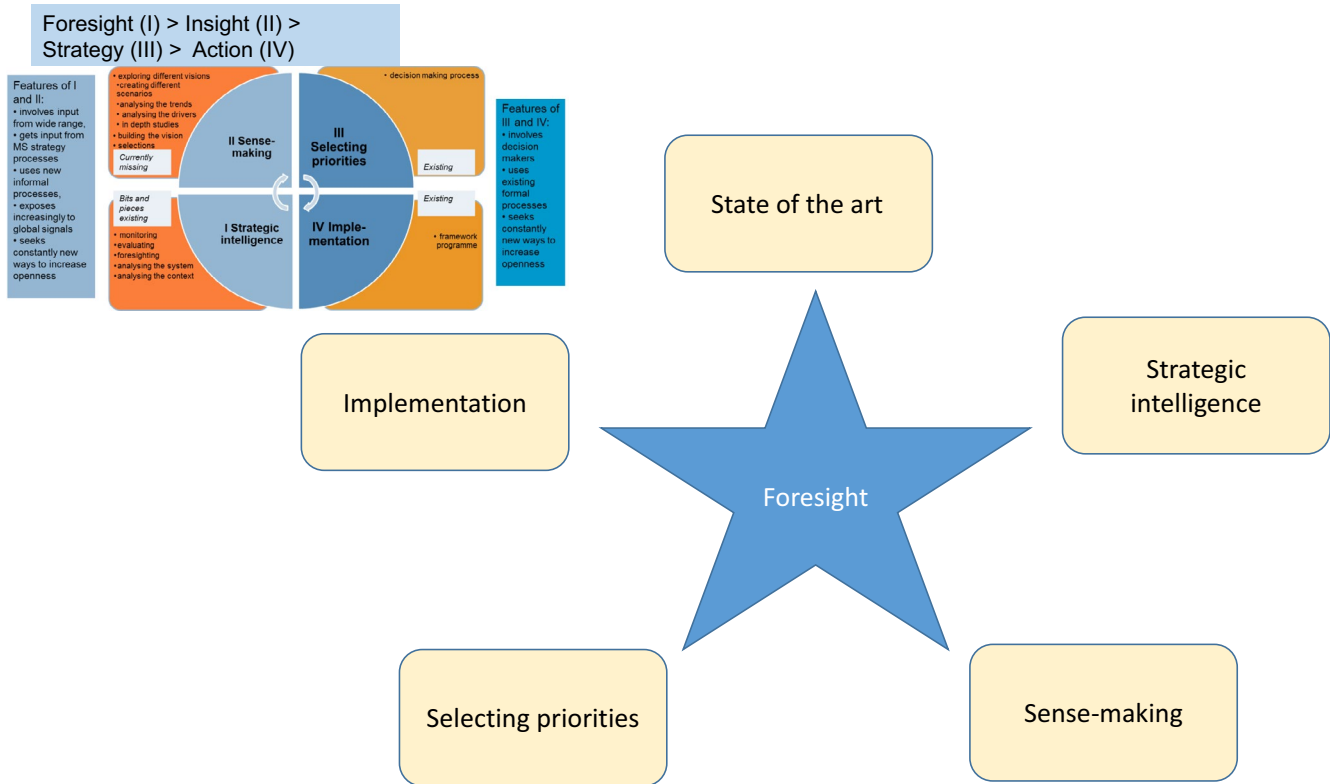 Foresight (I) > Insight (II) >
Strategy (III) > Action (IV)
Features of I
and II:
• involves input
from wide range,
• gets input from
MS strategy
processes
• uses new
informal
processes,
• exposes
increasingly to
global signals
• seeks
constantly new
ways to increase
openness
• exploring different visions
• creating different
scenarios
• analysing the trends
• analysing the drivers
• in depth studies
• building the vision
• selections
Currently
missing
II Sense-
making
III
Selecting
priorities
• decision making process
Existing
Bits and
pieces
existing
• monitoring
• evaluating
• foresighting
• analysing the system
• analysing the context
I Strategic
intelligence
IV Imple-
mentation
Existing
• framework
programme
Features of
III and IV:
• involves
decision
makers
• uses
existing
formal
processes
• seeks
constantly
new ways to
increase
openness
State of the art
Implementation
Strategic
intelligence
Foresight
Selecting priorities
Sense-making